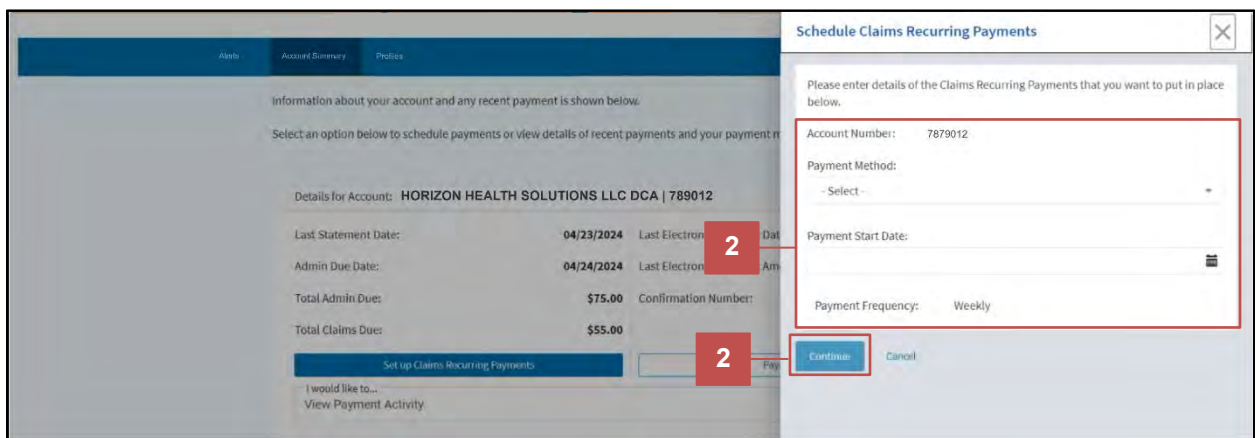 Alerts Account Summary Profiles
Information about your account and any recent payment is shown below.
Select an option below to schedule payments or view details of recent payments and your payment m
Details for Account: HORIZON HEALTH SOLUTIONS LLC DCA | 789012
Last Statement Date: 04/23/2024 Last Electron Dat
Admin Due Date: 04/24/2024 Last Electron Am
Total Admin Due: $75.00 Confirmation Number:
Total Claims Due: $55.00
Set up Claims Recurring Payments Pay
I would like to...
View Payment Activity
Schedule Claims Recurring Payments
Please enter details of the Claims Recurring Payments that you want to put in place
below.
Account Number: 7879012
Payment Method:
- Select -
2
Payment Start Date:
Payment Frequency: Weekly
2
Continue Cancel